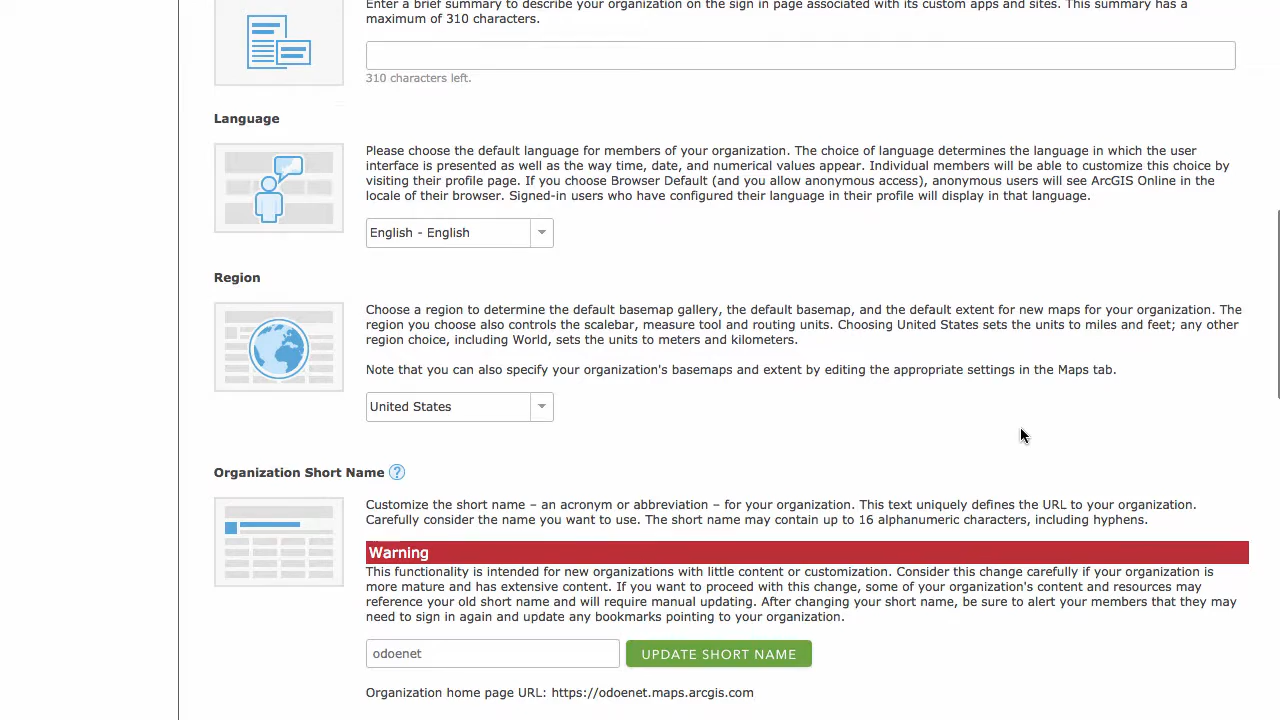 Enter a brief summary to describe your organization on the sign in page associated with its custom apps and sites. This summary has a
maximum of 310 characters.
310 characters left.
Language
Please choose the default language for members of your organization. The choice of language determines the language in which the user
interface is presented as well as the way time, date, and numerical values appear. Individual members will be able to customize this choice by
visiting their profile page. If you choose Browser Default (and you allow anonymous access), anonymous users will see ArcGIS Online in the
locale of their browser. Signed-in users who have configured their language in their profile will display in that language.
English - English
Region
Choose a region to determine the default basemap gallery, the default basemap, and the default extent for new maps for your organization. The
region you choose also controls the scalebar, measure tool and routing units. Choosing United States sets the units to miles and feet; any other
region choice, including World, sets the units to meters and kilometers.
Note that you can also specify your organization's basemaps and extent by editing the appropriate settings in the Maps tab.
United States
Organization Short Name ?
Customize the short name – an acronym or abbreviation – for your organization. This text uniquely defines the URL to your organization.
Carefully consider the name you want to use. The short name may contain up to 16 alphanumeric characters, including hyphens.
Warning
This functionality is intended for new organizations with little content or customization. Consider this change carefully if your organization is
more mature and has extensive content. If you want to proceed with this change, some of your organization's content and resources may
reference your old short name and will require manual updating. After changing your short name, be sure to alert your members that they may
need to sign in again and update any bookmarks pointing to your organization.
odoenet UPDATE SHORT NAME
Organization home page URL: https://odoenet.maps.arcgis.com